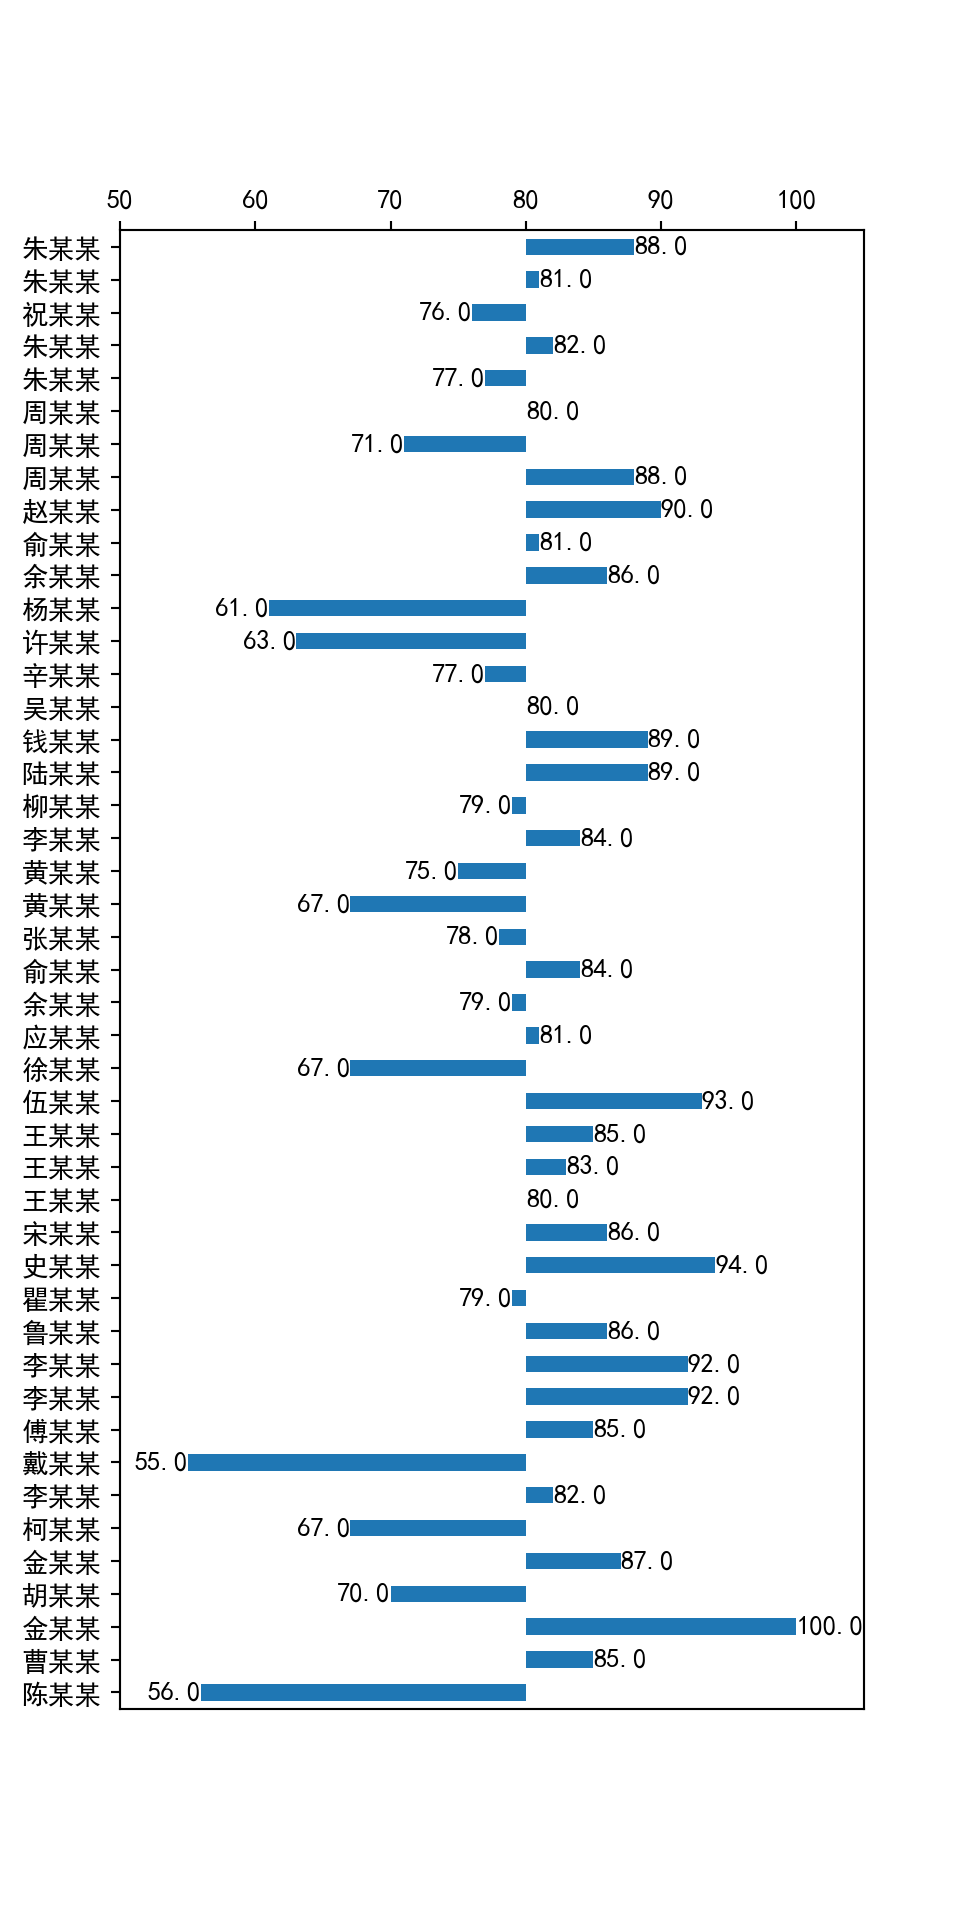 50 60 70 80 90 100
朱某某 88.0
朱某某 81.0
祝某某 76.0
朱某某 82.0
朱某某 77.0
周某某 80.0
周某某 71.0
周某某 88.0
赵某某 90.0
俞某某 81.0
余某某 86.0
杨某某 61.0
许某某 63.0
辛某某 77.0
吴某某 80.0
钱某某 89.0
陆某某 89.0
柳某某 79.0
李某某 84.0
黄某某 75.0
黄某某 67.0
张某某 78.0
俞某某 84.0
余某某 79.0
应某某 81.0
徐某某 67.0
伍某某 93.0
王某某 85.0
王某某 83.0
王某某 80.0
宋某某 86.0
史某某 94.0
瞿某某 79.0
鲁某某 86.0
李某某 92.0
李某某 92.0
傅某某 85.0
戴某某 55.0
李某某 82.0
柯某某 67.0
金某某 87.0
胡某某 70.0
金某某 100.0
曹某某 85.0
陈某某 56.0